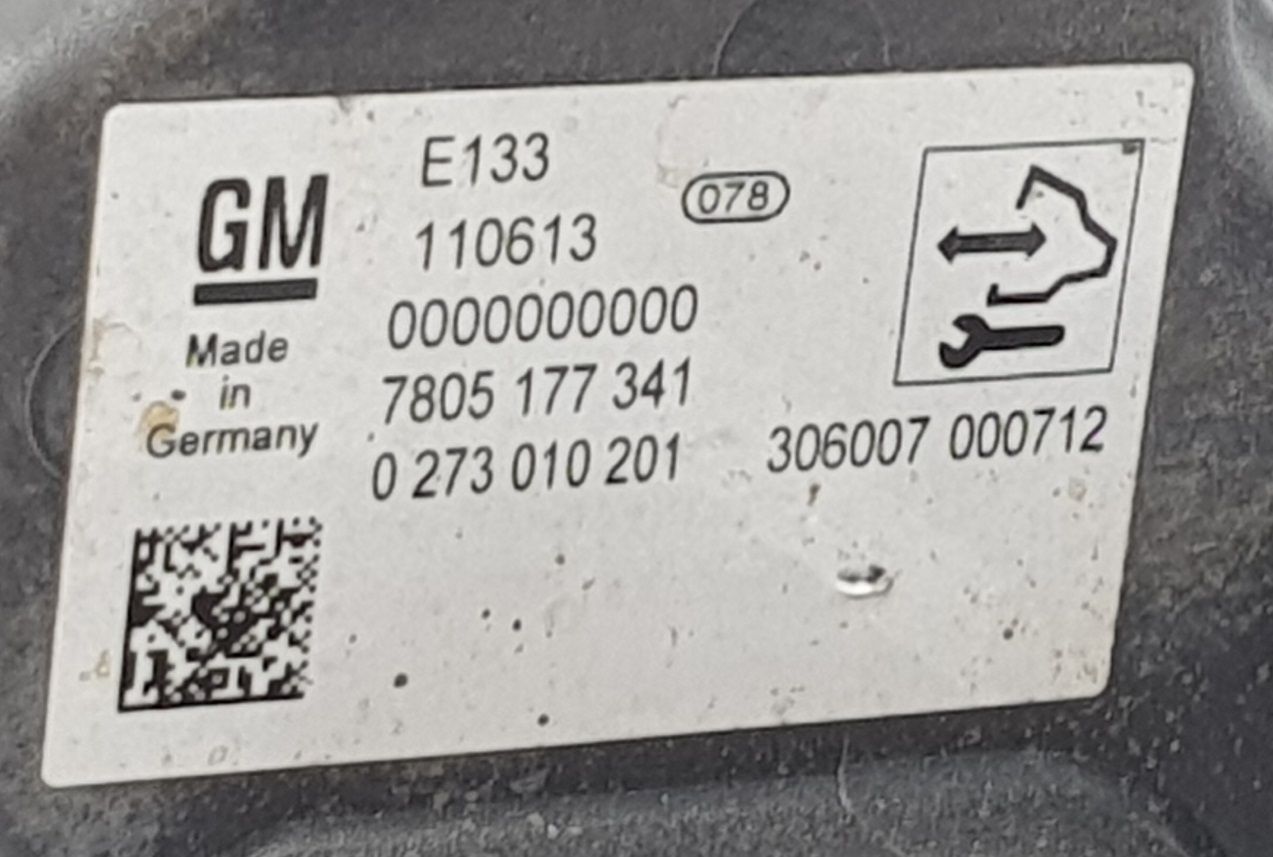 GM
Made
in
Germany
E133
078
110613
0000000000
7805 177 341
0 273 010 201
306007 000712